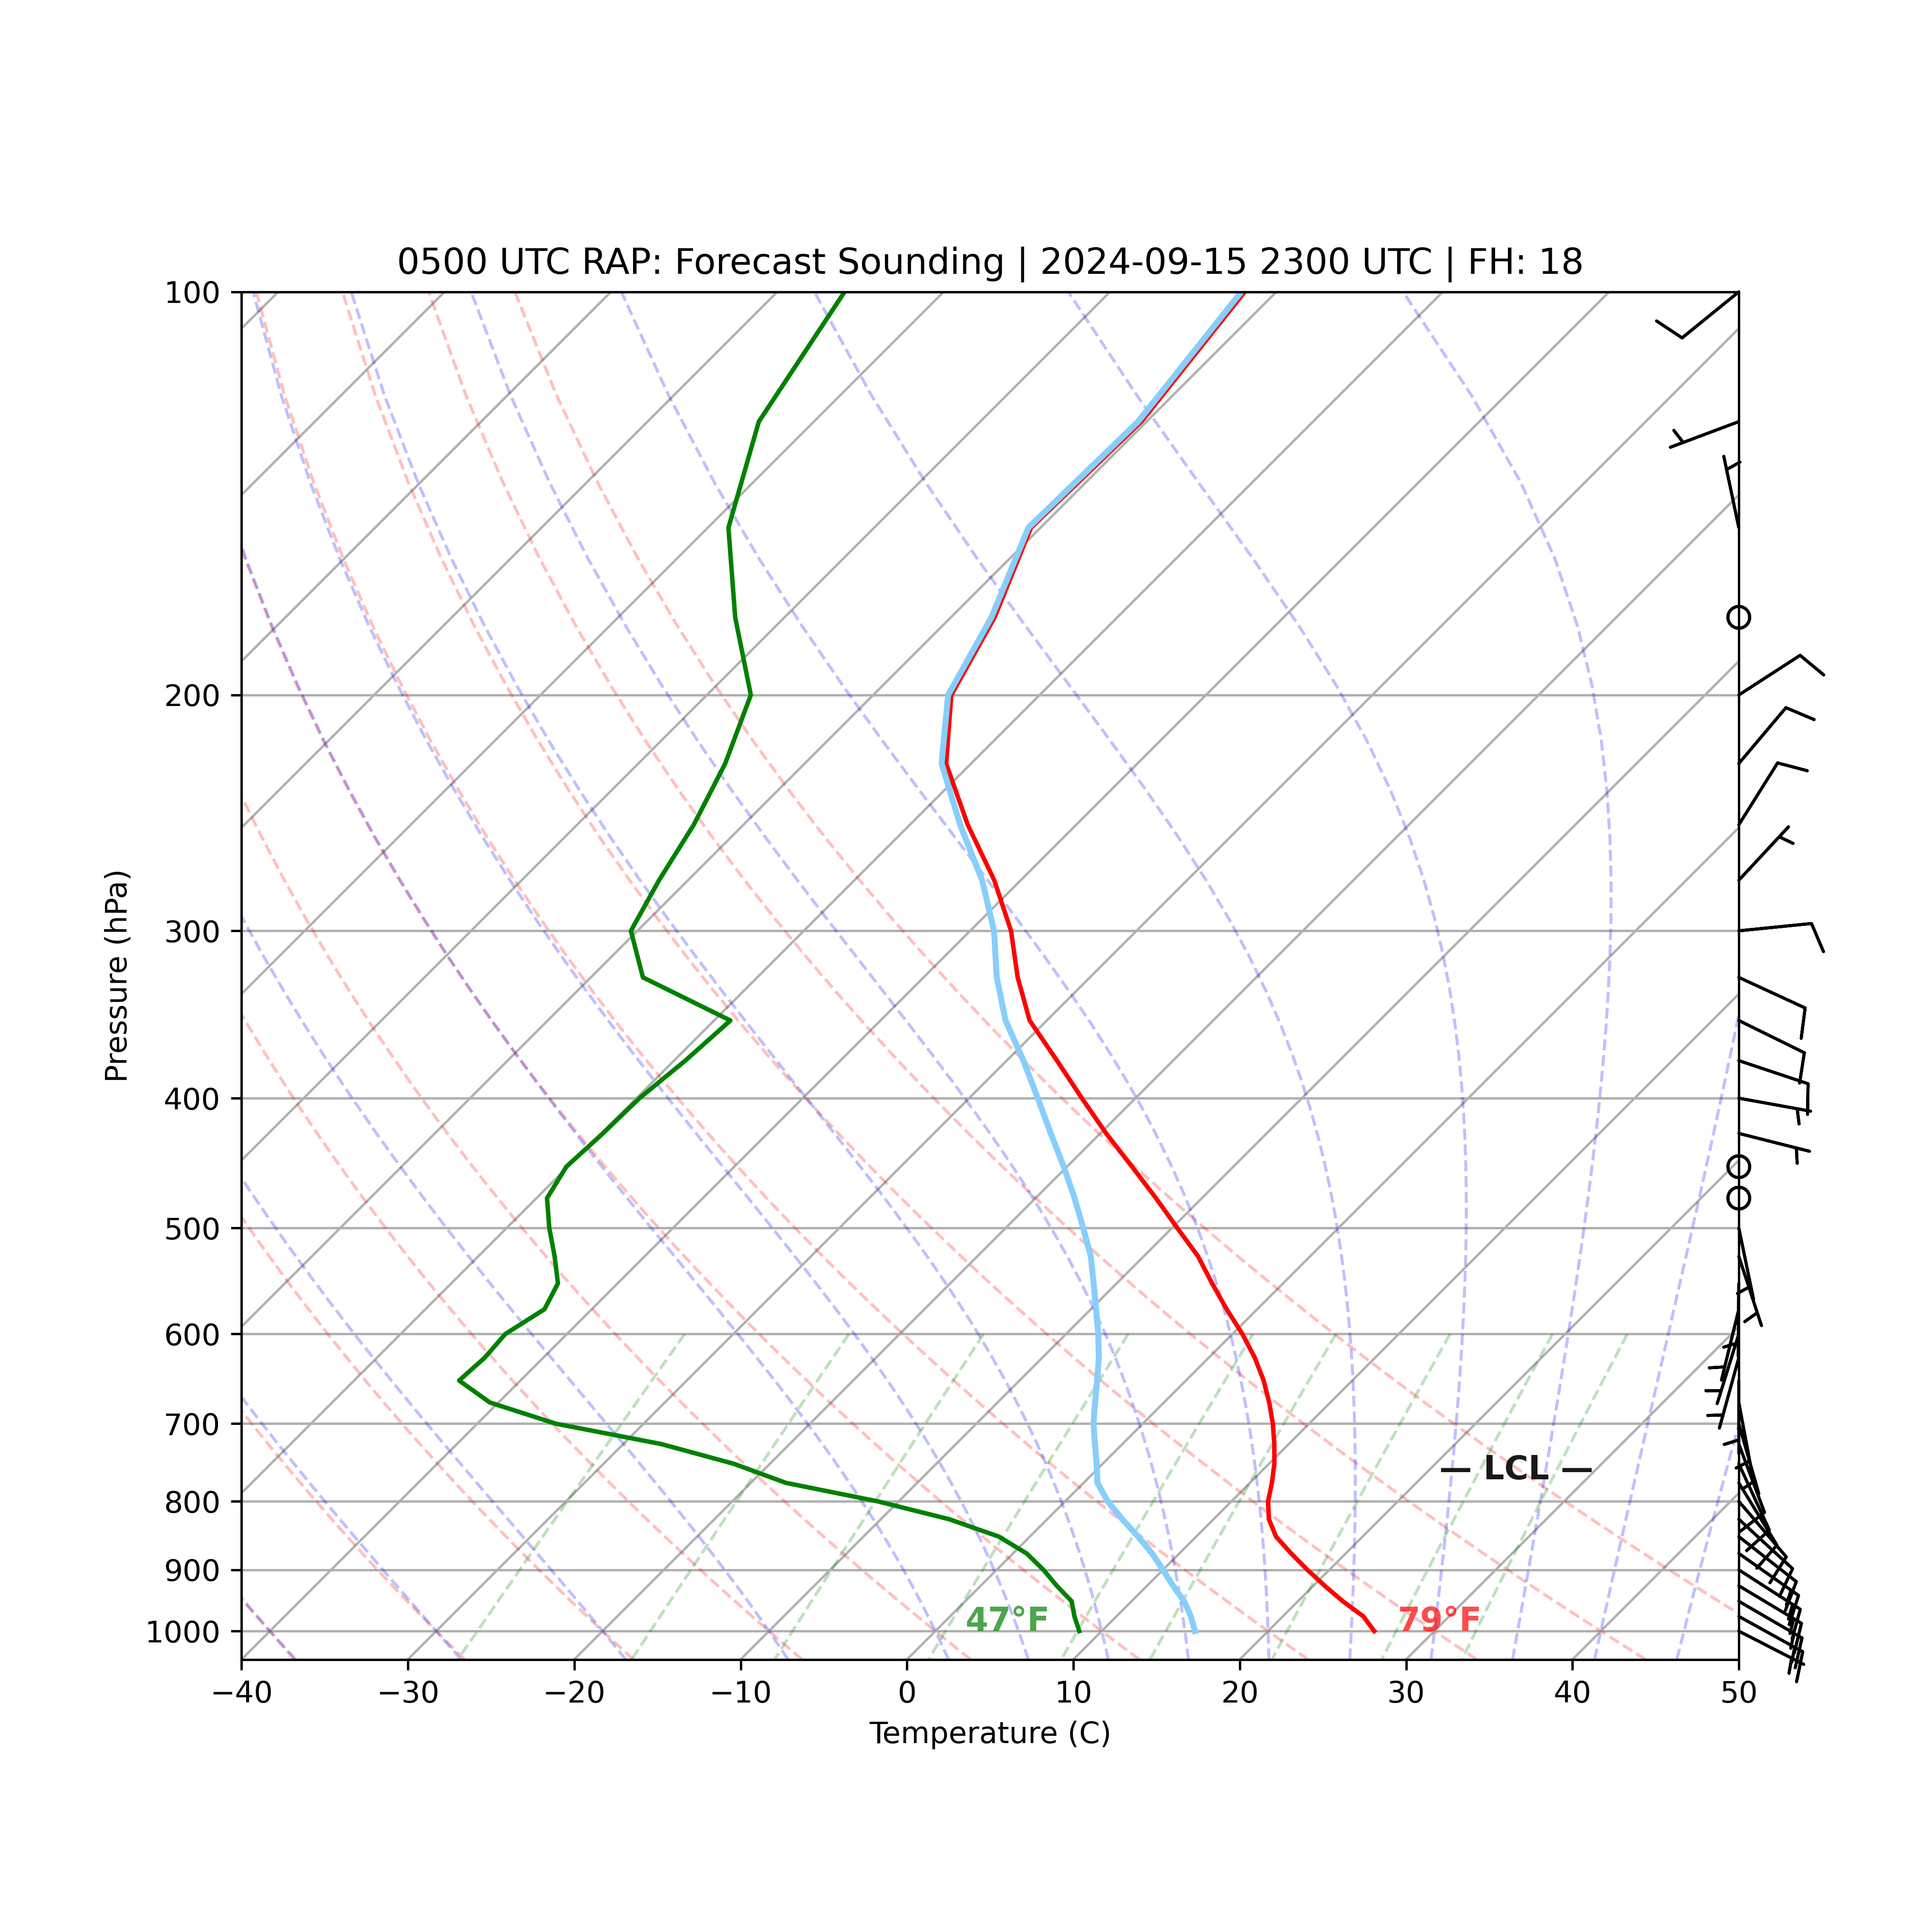 0500 UTC RAP: Forecast Sounding | 2024-09-15 2300 UTC | FH: 18
100
200
300
400
500
600
700
800
900
1000
Pressure (hPa)
— LCL —
47°F
79°F
−40 −30 −20 −10 0 10 20 30 40 50
Temperature (C)